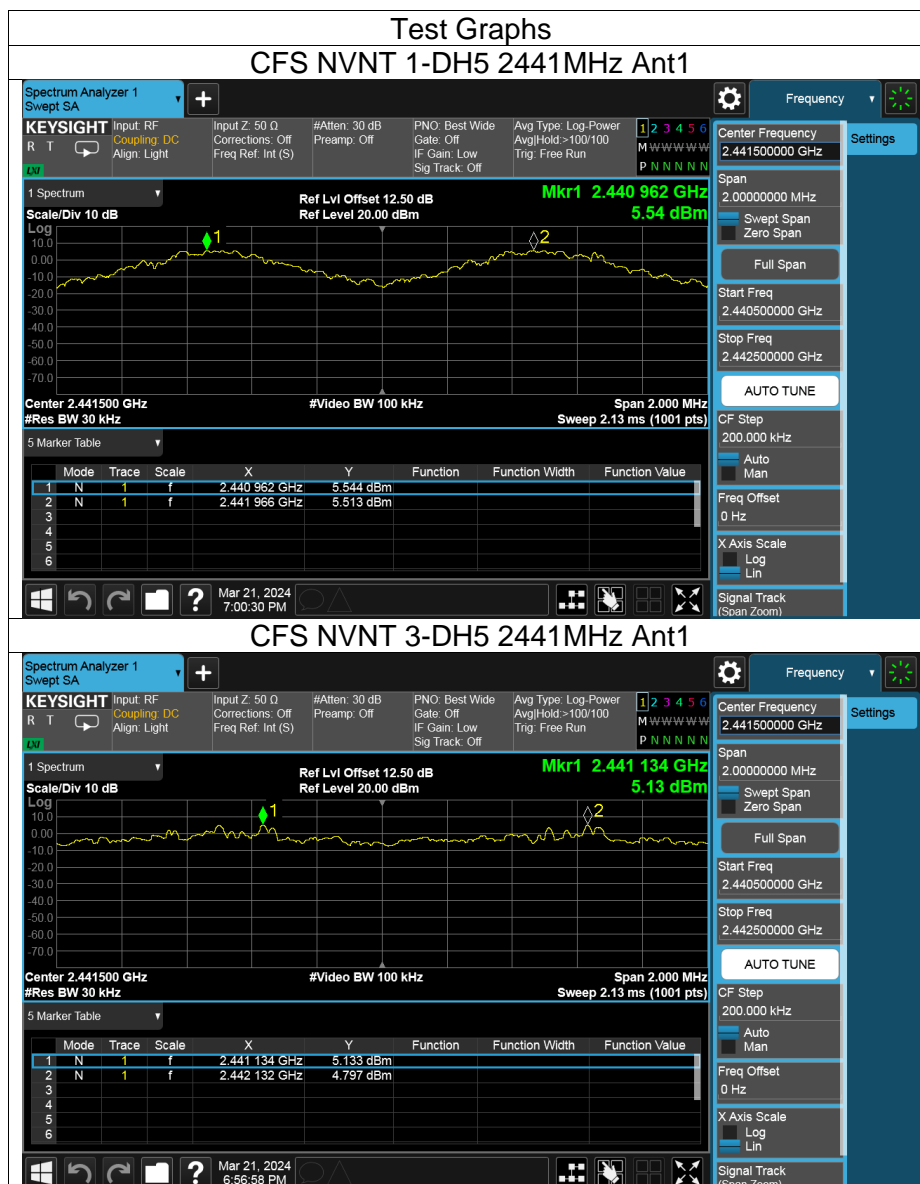 Test Graphs
CFS NVNT 1-DH5 2441MHz Ant1
Spectrum Analyzer 1
Swept SA
+
Frequency
KEYSIGHT Input: RF Input Z: 50 Ω #Atten: 30 dB PNO: Best Wide Avg Type: Log-Power 1 2 3 4 5 6
R T Coupling: DC Corrections: Off Preamp: Off Gate: Off Avg|Hold:>100/100 M W W W W W
Align: Light Freq Ref: Int (S) IF Gain: Low Trig: Free Run
LXI Sig Track: Off P N N N N N
Center Frequency
2.441500000 GHz
Settings
1 Spectrum
Ref Lvl Offset 12.50 dB
Mkr1 2.440 962 GHz
Scale/Div 10 dB Ref Level 20.00 dBm 5.54 dBm
Span
2.00000000 MHz
Swept Span
Zero Span
Full Span
Start Freq
2.440500000 GHz
Stop Freq
2.442500000 GHz
AUTO TUNE
CF Step
200.000 kHz
Auto
Man
Freq Offset
0 Hz
X Axis Scale
Log
Lin
Signal Track
(Span Zoom)
Log
10.0
0.00
-10.0
-20.0
-30.0
-40.0
-50.0
-60.0
-70.0
1
2
Center 2.441500 GHz #Video BW 100 kHz Span 2.000 MHz
#Res BW 30 kHz Sweep 2.13 ms (1001 pts)
5 Marker Table
Mode Trace Scale X Y Function Function Width Function Value
1 N 1 f 2.440 962 GHz 5.544 dBm
2 N 1 f 2.441 966 GHz 5.513 dBm
3
4
5
6
? Mar 21, 2024
7:00:30 PM
CFS NVNT 3-DH5 2441MHz Ant1
Spectrum Analyzer 1
Swept SA
+
Frequency
KEYSIGHT Input: RF Input Z: 50 Ω #Atten: 30 dB PNO: Best Wide Avg Type: Log-Power 1 2 3 4 5 6
R T Coupling: DC Corrections: Off Preamp: Off Gate: Off Avg|Hold:>100/100 M W W W W W
Align: Light Freq Ref: Int (S) IF Gain: Low Trig: Free Run
LXI Sig Track: Off P N N N N N
Center Frequency
2.441500000 GHz
Settings
1 Spectrum
Ref Lvl Offset 12.50 dB
Mkr1 2.441 134 GHz
Scale/Div 10 dB Ref Level 20.00 dBm 5.13 dBm
Span
2.00000000 MHz
Swept Span
Zero Span
Full Span
Start Freq
2.440500000 GHz
Stop Freq
2.442500000 GHz
AUTO TUNE
CF Step
200.000 kHz
Auto
Man
Freq Offset
0 Hz
X Axis Scale
Log
Lin
Signal Track
(Span Zoom)
Log
10.0
0.00
-10.0
-20.0
-30.0
-40.0
-50.0
-60.0
-70.0
1
2
Center 2.441500 GHz #Video BW 100 kHz Span 2.000 MHz
#Res BW 30 kHz Sweep 2.13 ms (1001 pts)
5 Marker Table
Mode Trace Scale X Y Function Function Width Function Value
1 N 1 f 2.441 134 GHz 5.133 dBm
2 N 1 f 2.442 132 GHz 4.797 dBm
3
4
5
6
? Mar 21, 2024
6:56:58 PM